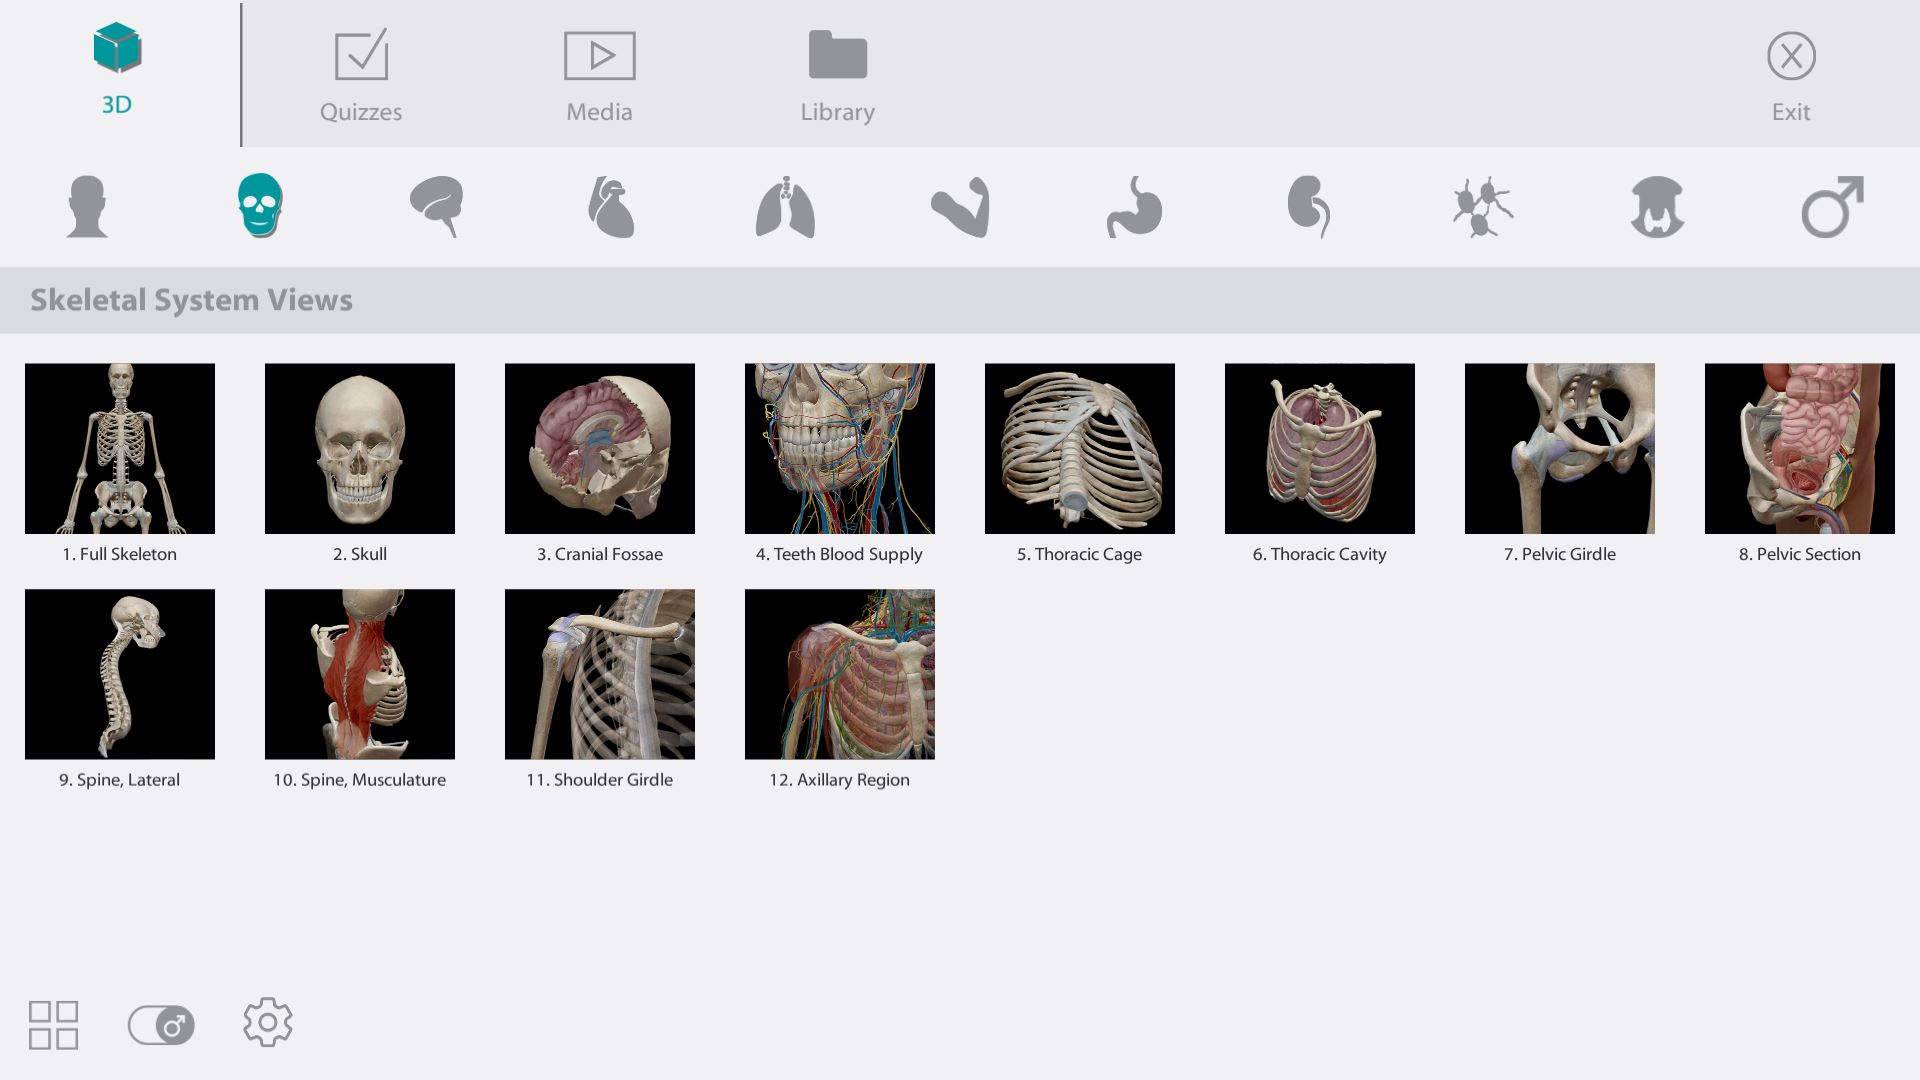 3D
Quizzes
Media
Library
Exit
Skeletal System Views
1. Full Skeleton
2. Skull
3. Cranial Fossae
4. Teeth Blood Supply
5. Thoracic Cage
6. Thoracic Cavity
7. Pelvic Girdle
8. Pelvic Section
9. Spine, Lateral
10. Spine, Musculature
11. Shoulder Girdle
12. Axillary Region